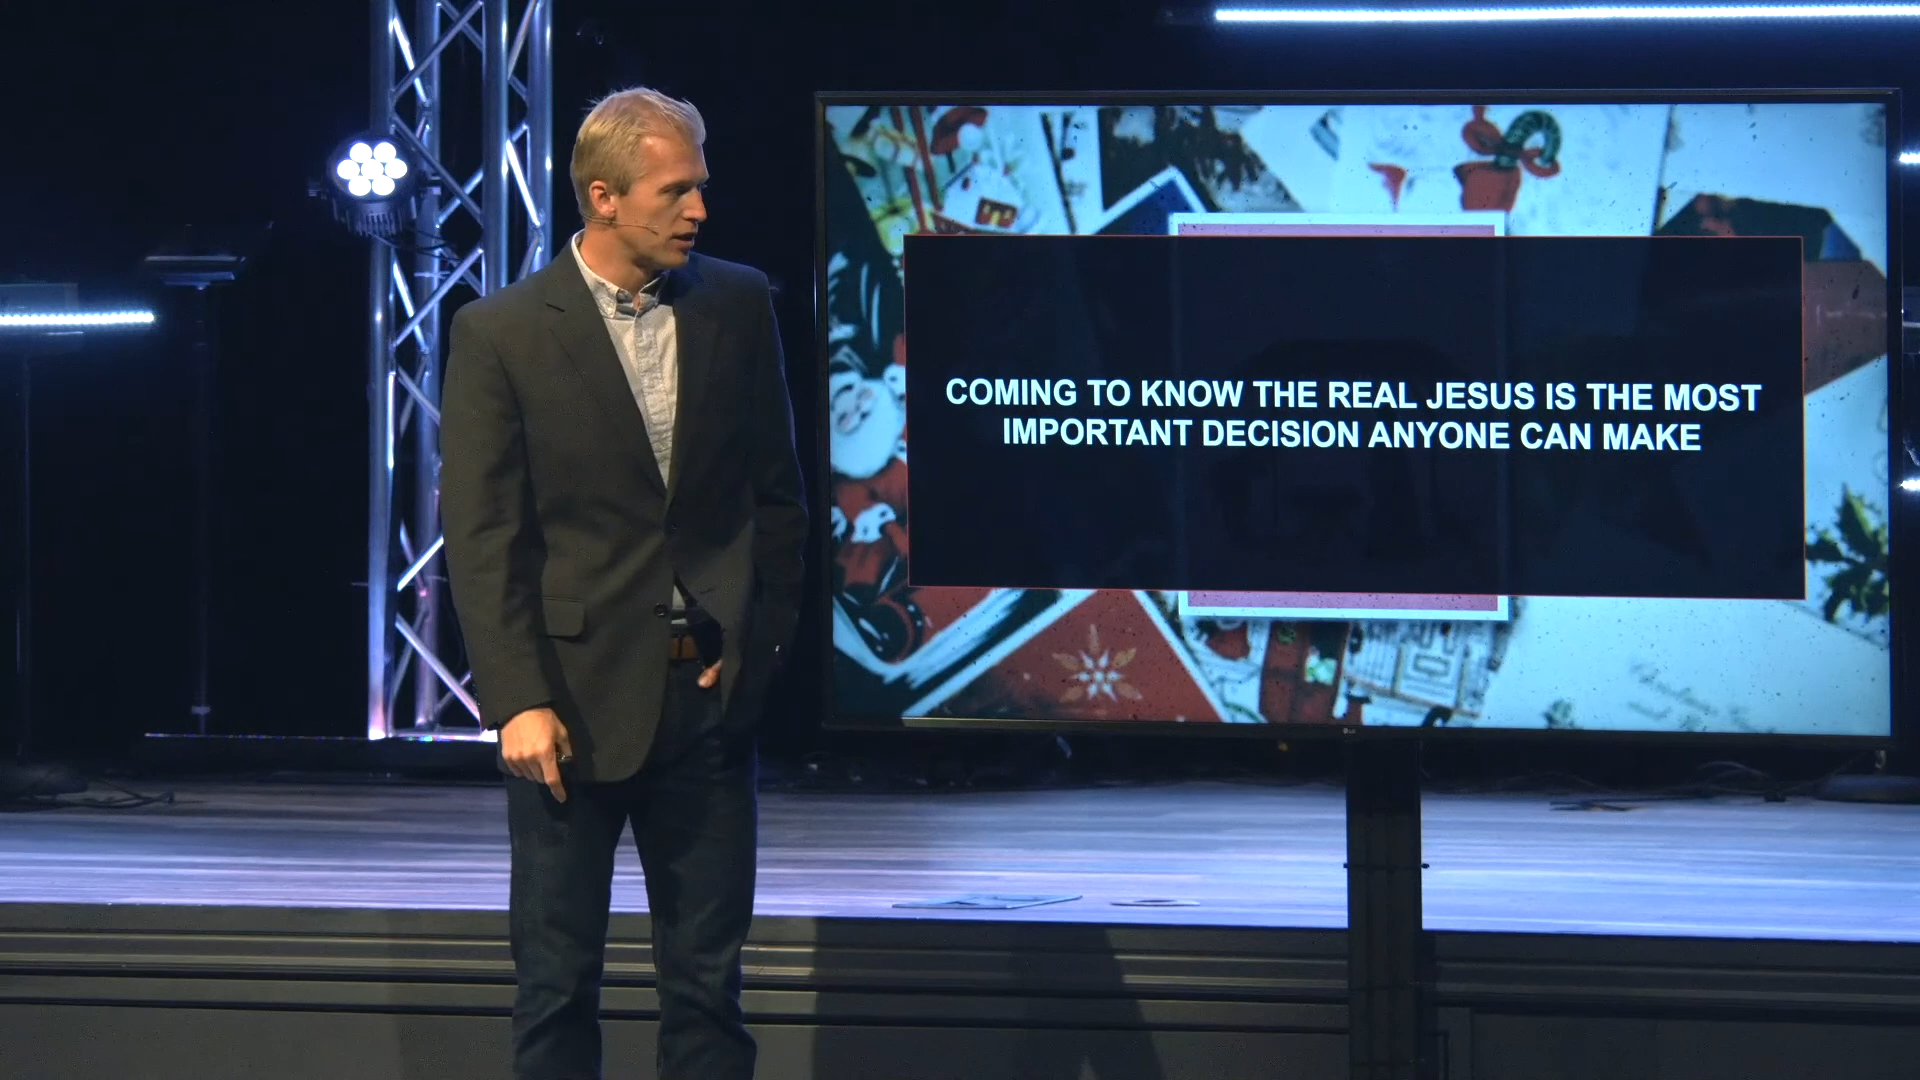 COMING TO KNOW THE REAL JESUS IS THE MOST
IMPORTANT DECISION ANYONE CAN MAKE